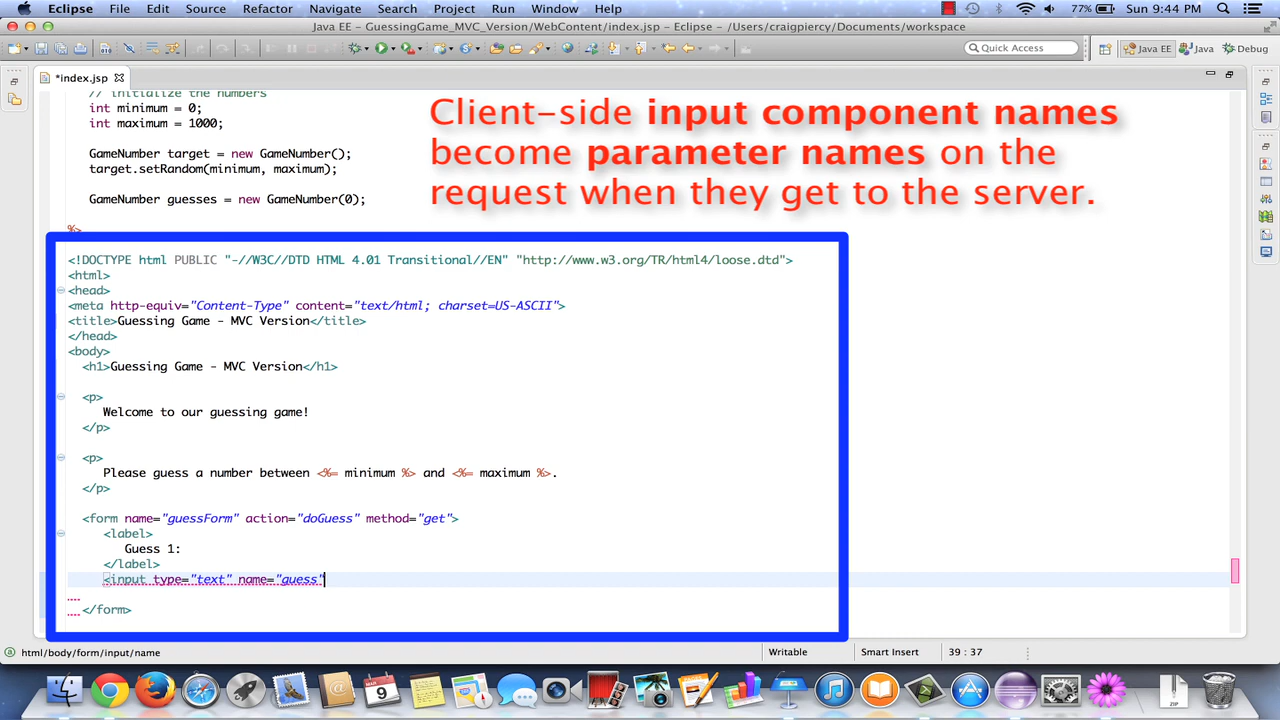 Eclipse File Edit Source Refactor Navigate Search Project Run Window Help 77% Sun 9:44 PM
Java EE - GuessingGame_MVC_Version/WebContent/index.jsp - Eclipse - /Users/craigpiercy/Documents/workspace
Quick Access Java EE Java Debug
*index.jsp
// initialize the numbers
int minimum = 0;
int maximum = 1000;
GameNumber target = new GameNumber();
target.setRandom(minimum, maximum);
GameNumber guesses = new GameNumber(0);
%>
Client-side input component names
become parameter names on the
request when they get to the server.
<!DOCTYPE html PUBLIC "-//W3C//DTD HTML 4.01 Transitional//EN" "http://www.w3.org/TR/html4/loose.dtd">
<html>
<head>
<meta http-equiv="Content-Type" content="text/html; charset=US-ASCII">
<title>Guessing Game - MVC Version</title>
</head>
<body>
<h1>Guessing Game - MVC Version</h1>
<p>
Welcome to our guessing game!
</p>
<p>
Please guess a number between <%= minimum %> and <%= maximum %>.
</p>
<form name="guessForm" action="doGuess" method="get">
<label>
Guess 1:
</label>
<input type="text" name="guess"
</form>
html/body/form/input/name Writable Smart Insert 39 : 37
MAR
9
ZIP